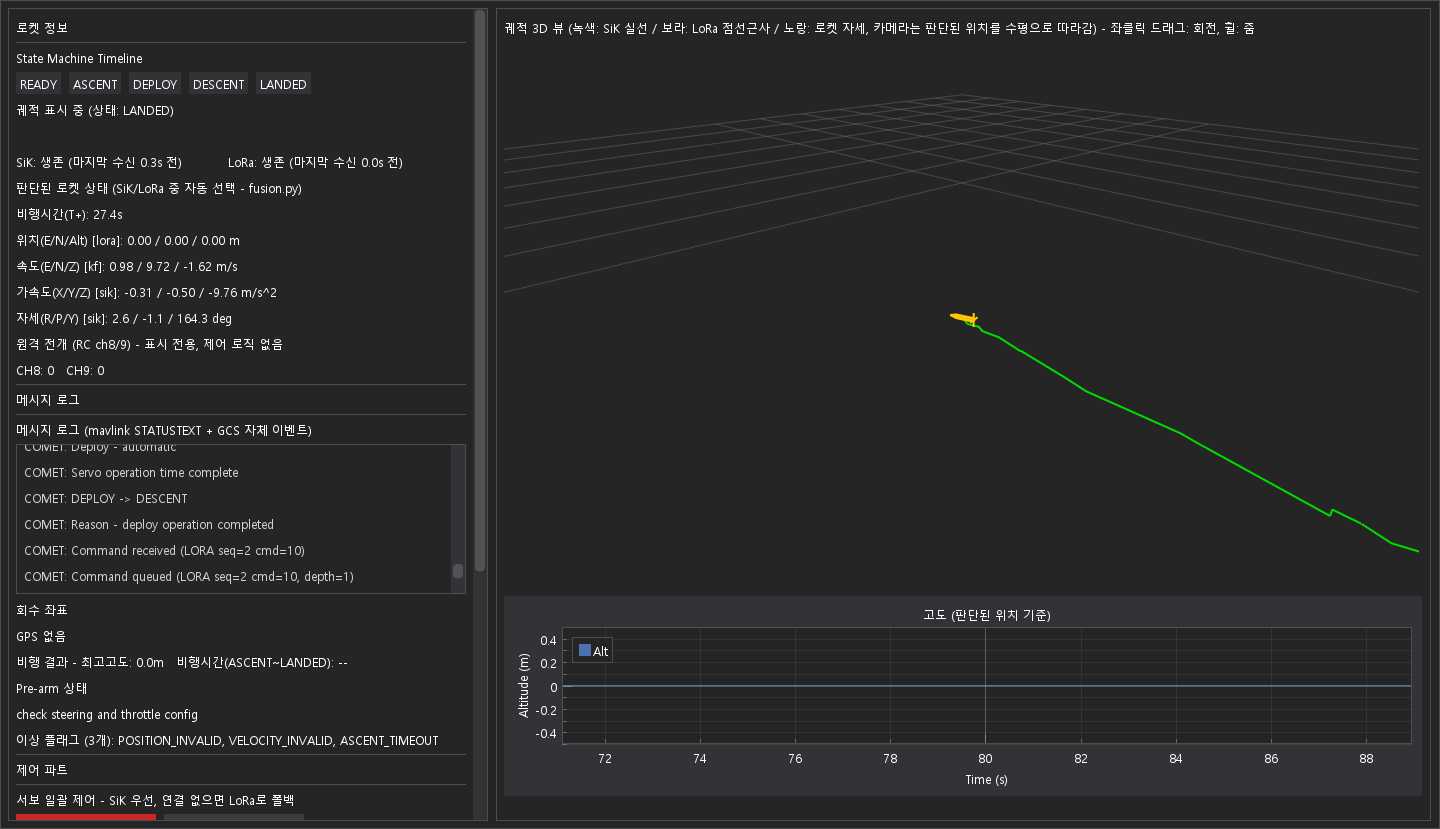 로켓 정보
State Machine Timeline
READY ASCENT DEPLOY DESCENT LANDED
궤적 표시 중 (상태: LANDED)
SiK: 생존 (마지막 수신 0.3s 전) LoRa: 생존 (마지막 수신 0.0s 전)
판단된 로켓 상태 (SiK/LoRa 중 자동 선택 - fusion.py)
비행시간(T+): 27.4s
위치(E/N/Alt) [lora]: 0.00 / 0.00 / 0.00 m
속도(E/N/Z) [kf]: 0.98 / 9.72 / -1.62 m/s
가속도(X/Y/Z) [sik]: -0.31 / -0.50 / -9.76 m/s^2
자세(R/P/Y) [sik]: 2.6 / -1.1 / 164.3 deg
원격 전개 (RC ch8/9) - 표시 전용, 제어 로직 없음
CH8: 0 CH9: 0
메시지 로그
메시지 로그 (mavlink STATUSTEXT + GCS 자체 이벤트)
COMET: Deploy - automatic
COMET: Servo operation time complete
COMET: DEPLOY -> DESCENT
COMET: Reason - deploy operation completed
COMET: Command received (LORA seq=2 cmd=10)
COMET: Command queued (LORA seq=2 cmd=10, depth=1)
회수 좌표
GPS 없음
비행 결과 - 최고고도: 0.0m 비행시간(ASCENT~LANDED): --
Pre-arm 상태
check steering and throttle config
이상 플래그 (3개): POSITION_INVALID, VELOCITY_INVALID, ASCENT_TIMEOUT
제어 파트
서보 일괄 제어 - SiK 우선, 연결 없으면 LoRa로 폴백
궤적 3D 뷰 (녹색: SiK 실선 / 보라: LoRa 점선근사 / 노랑: 로켓 자세, 카메라는 판단된 위치를 수평으로 따라감) - 좌클릭 드래그: 회전, 휠: 줌
고도 (판단된 위치 기준)
Alt
0.4
0.2
0
-0.2
-0.4
Altitude (m)
72 74 76 78 80 82 84 86 88
Time (s)